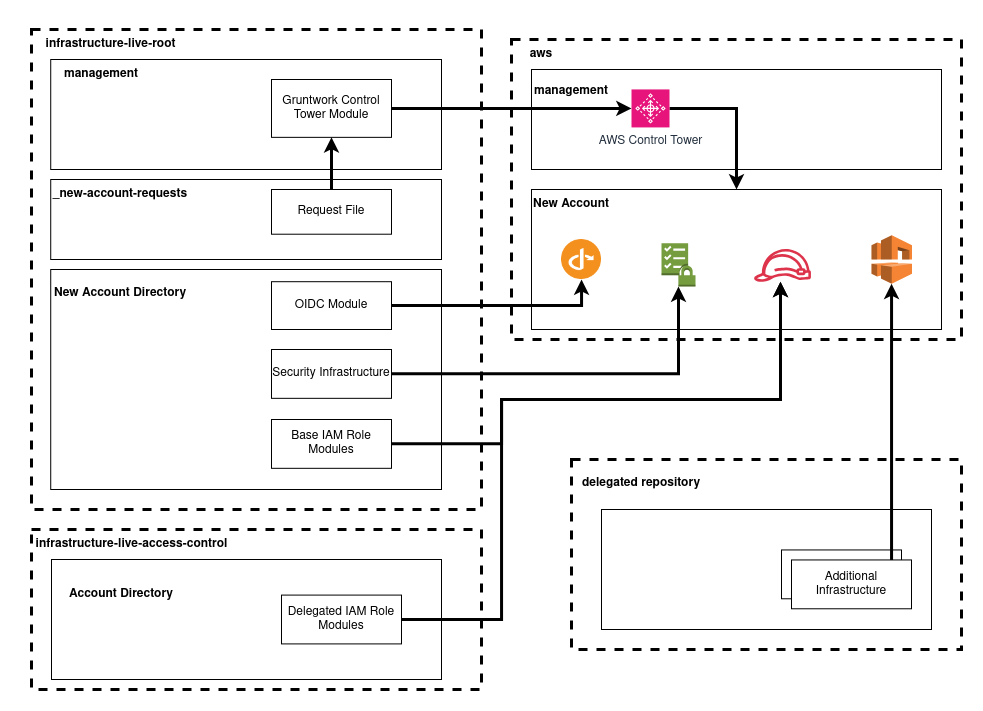 infrastructure-live-root
management
Gruntwork Control
Tower Module
_new-account-requests
Request File
New Account Directory
OIDC Module
Security Infrastructure
Base IAM Role
Modules
infrastructure-live-access-control
Account Directory
Delegated IAM Role
Modules
aws
management
AWS Control Tower
New Account
delegated repository
Additional
Infrastructure